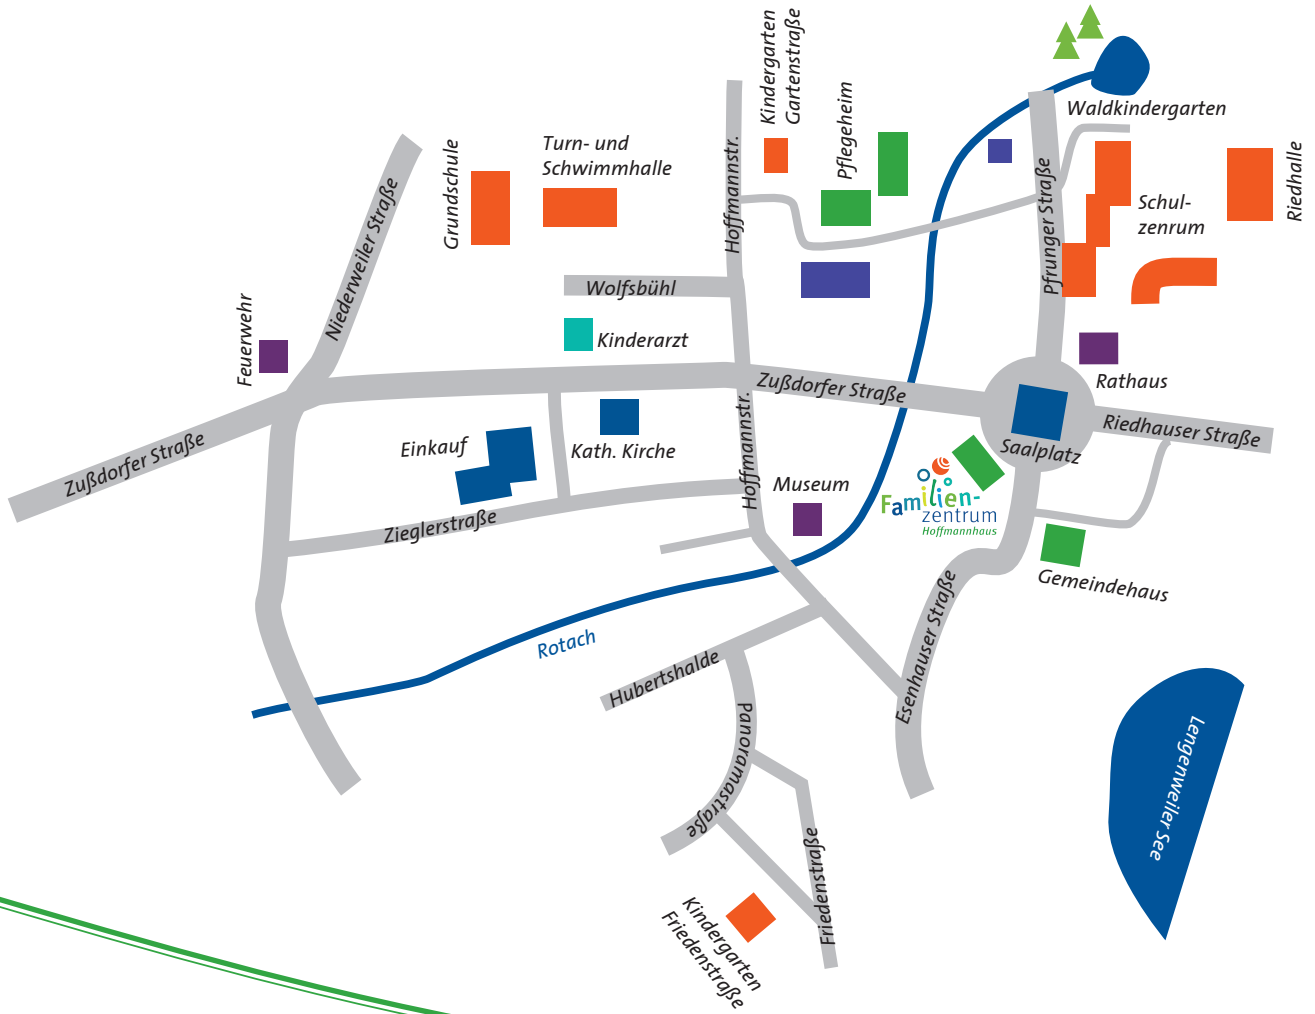 Kindergarten
Gartenstraße
Pflegeheim
Waldkindergarten
Turn- und
Schwimmhalle
Grundschule
Hoffmannstr.
Niederweiler Straße
Pfrunger Straße
Schul-
zenrum
Riedhalle
Wolfsbühl
Feuerwehr
Kinderarzt
Rathaus
Zußdorfer Straße
Zußdorfer Straße
Hoffmannstr.
Riedhauser Straße
Saalplatz
Einkauf
Kath. Kirche
Museum
Zieglerstraße
Familien-
zentrum
Hoffmannhaus
Gemeindehaus
Esenhauser Straße
Rotach
Hubertshalde
Panoramastraße
Friedenstraße
Lengenweiler See
Kindergarten
Friedenstraße